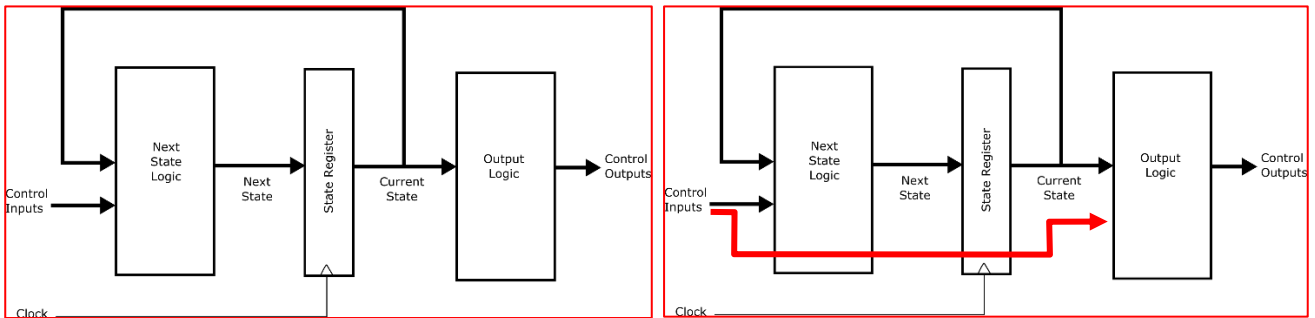 Next
State
Logic
Next
State
State Register
Current
State
Output
Logic
Control
Outputs
Control
Inputs
Clock
Next
State
Logic
Next
State
State Register
Current
State
Output
Logic
Control
Outputs
Control
Inputs
Clock